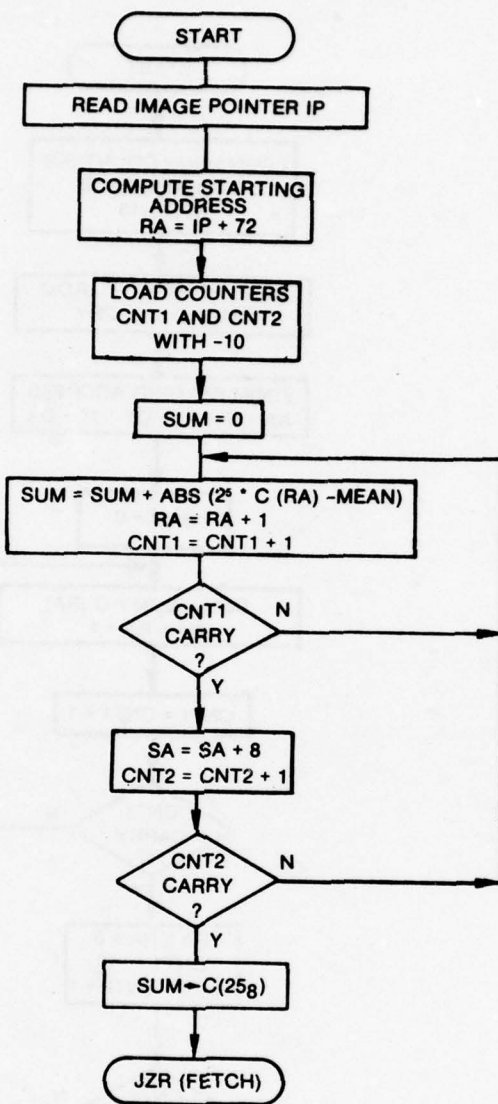 START
READ IMAGE POINTER IP
COMPUTE STARTING
ADDRESS
RA = IP + 72
LOAD COUNTERS
CNT1 AND CNT2
WITH -10
SUM = 0
SUM = SUM + ABS (2⁵ * C (RA) -MEAN)
RA = RA + 1
CNT1 = CNT1 + 1
CNT1
CARRY
?
N
Y
SA = SA + 8
CNT2 = CNT2 + 1
CNT2
CARRY
?
N
Y
SUM←C(25₈)
JZR (FETCH)